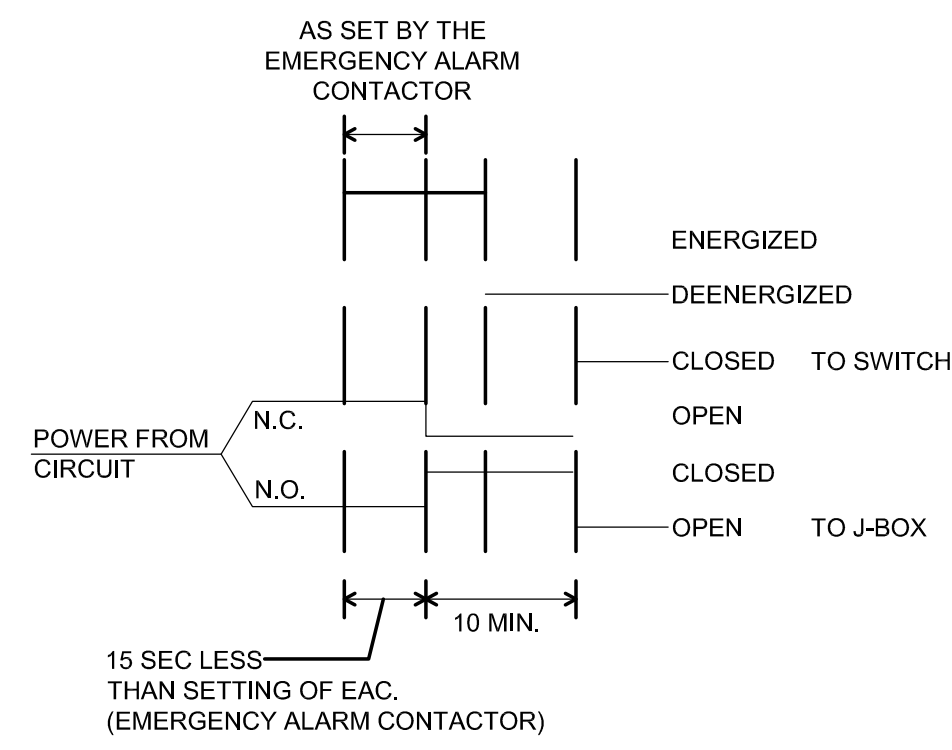 AS SET BY THE
EMERGENCY ALARM
CONTACTOR
ENERGIZED
DEENERGIZED
CLOSED TO SWITCH
N.C.
OPEN
POWER FROM
CIRCUIT
CLOSED
N.O.
OPEN TO J-BOX
10 MIN.
15 SEC LESS
THAN SETTING OF EAC.
(EMERGENCY ALARM CONTACTOR)